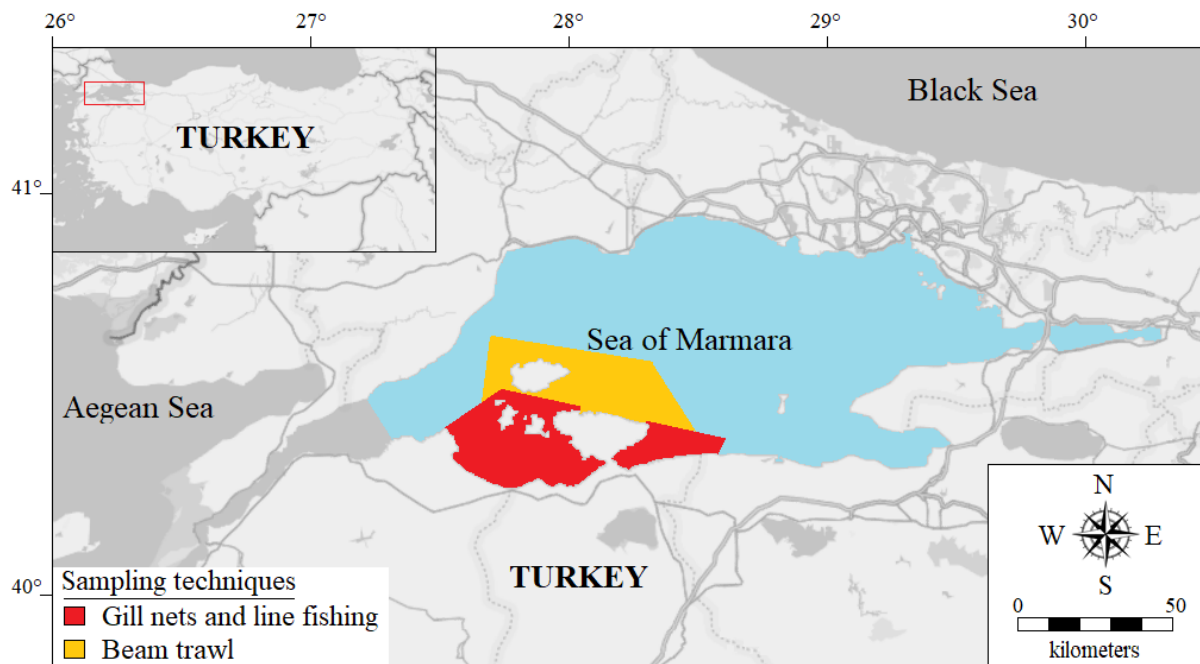 26° 27° 28° 29° 30°
Black Sea
TURKEY
41°
Sea of Marmara
Aegean Sea
N
W E
S
TURKEY
40°
Sampling techniques
Gill nets and line fishing
Beam trawl
0 50
kilometers